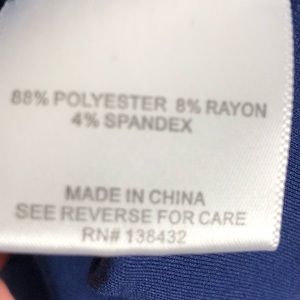 88% POLYESTER 8% RAYON
4% SPANDEX
MADE IN CHINA
SEE REVERSE FOR CARE
RN# 138432